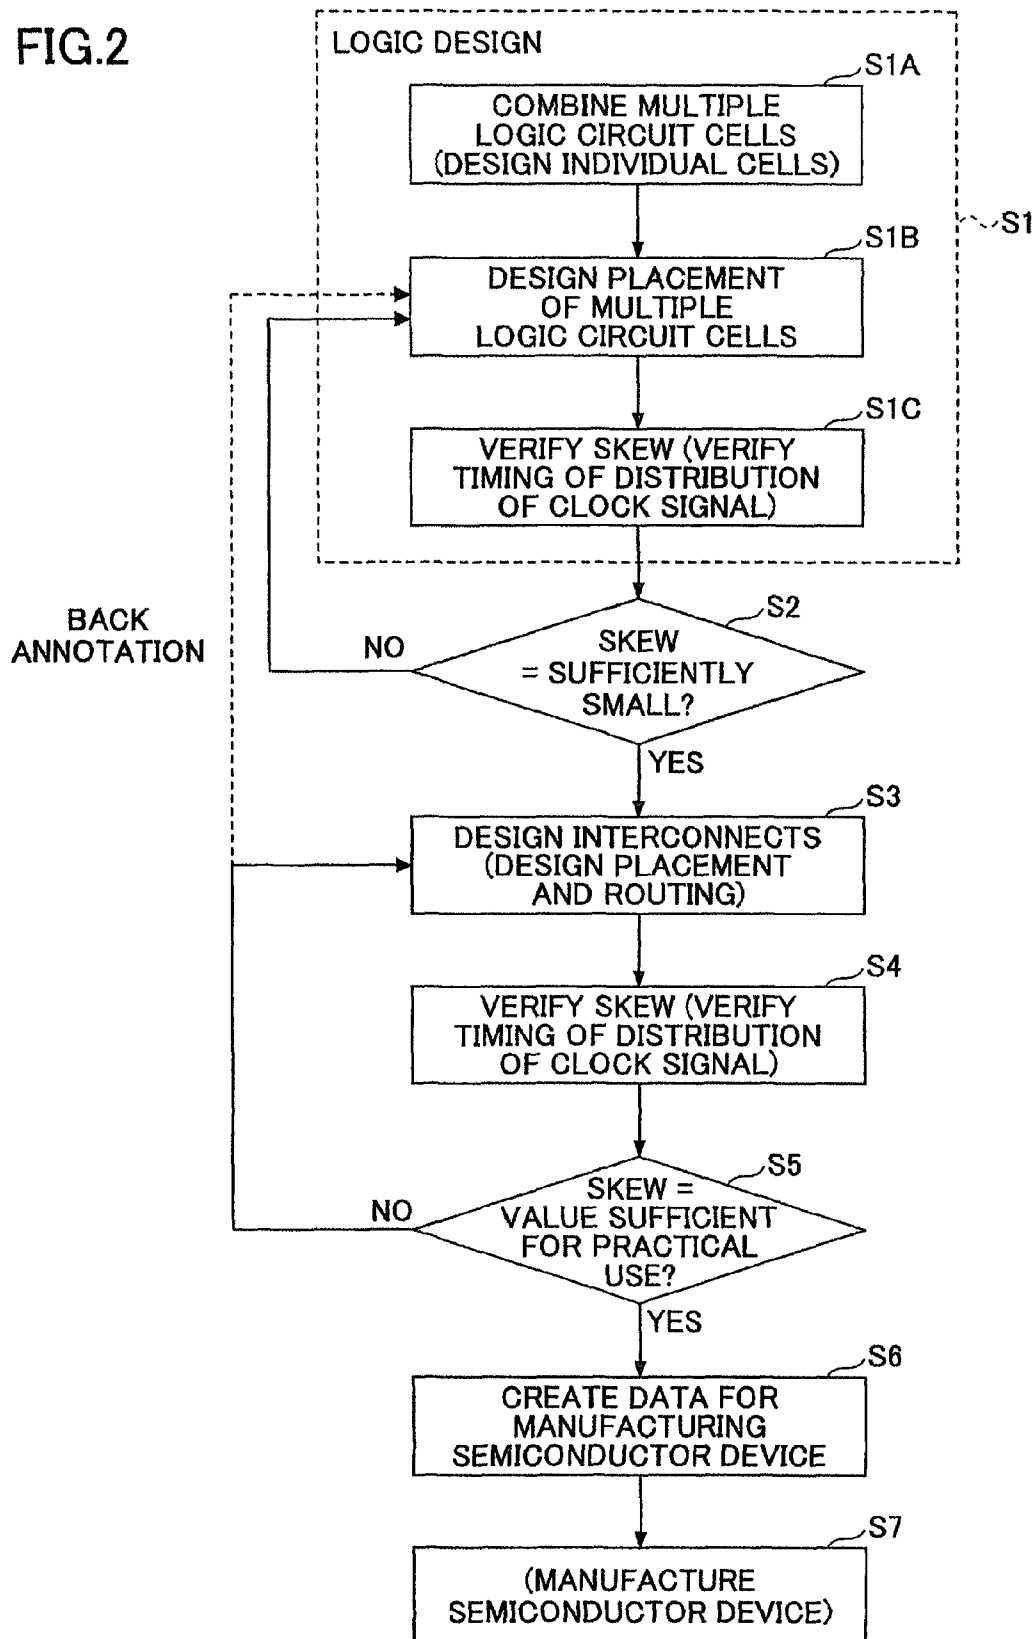 FIG.2
LOGIC DESIGN
S1A
COMBINE MULTIPLE
LOGIC CIRCUIT CELLS
(DESIGN INDIVIDUAL CELLS)
S1
S1B
DESIGN PLACEMENT
OF MULTIPLE
LOGIC CIRCUIT CELLS
S1C
VERIFY SKEW (VERIFY
TIMING OF DISTRIBUTION
OF CLOCK SIGNAL)
BACK
ANNOTATION
S2
NO
SKEW
= SUFFICIENTLY
SMALL?
YES
S3
DESIGN INTERCONNECTS
(DESIGN PLACEMENT
AND ROUTING)
S4
VERIFY SKEW (VERIFY
TIMING OF DISTRIBUTION
OF CLOCK SIGNAL)
S5
NO
SKEW =
VALUE SUFFICIENT
FOR PRACTICAL
USE?
YES
S6
CREATE DATA FOR
MANUFACTURING
SEMICONDUCTOR DEVICE
S7
(MANUFACTURE
SEMICONDUCTOR DEVICE)